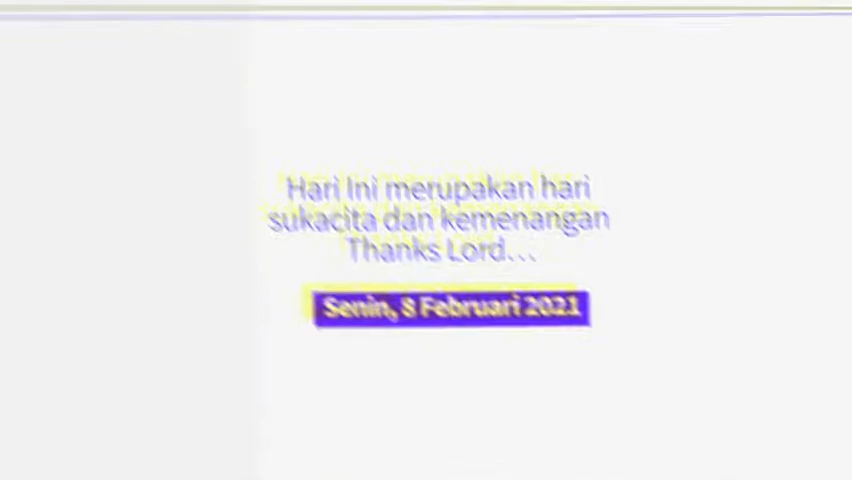 Hari Ini merupakan hari
sukacita dan kemenangan
Thanks Lord...
Senin, 8 Februari 2021